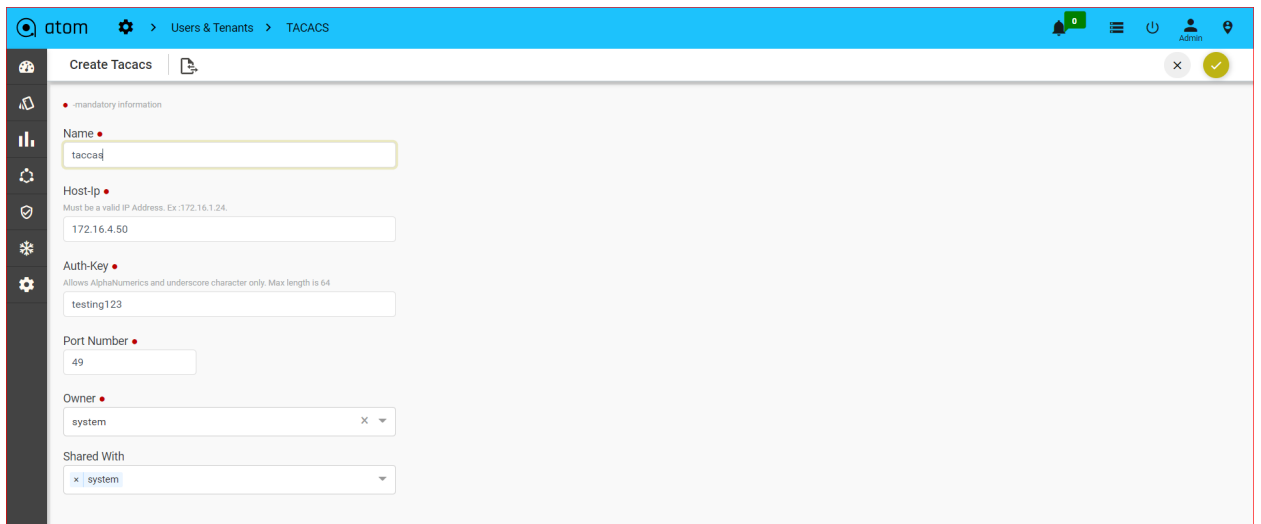 atom > Users & Tenants > TACACS 0 Admin
Create Tacacs
-mandatory information
Name
taccas
Host-Ip
Must be a valid IP Address. Ex :172.16.1.24.
172.16.4.50
Auth-Key
Allows AlphaNumerics and underscore character only. Max length is 64
testing123
Port Number
49
Owner
system
Shared With
× system